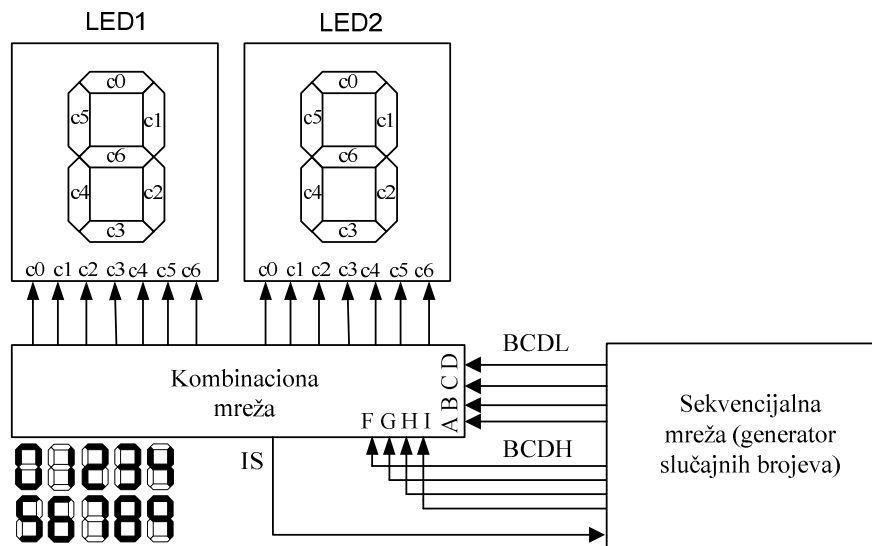 LED1
LED2
c0
c5
c1
c6
c4
c2
c3
c0
c5
c1
c6
c4
c2
c3
c0 c1 c2 c3 c4 c5 c6
c0 c1 c2 c3 c4 c5 c6
Kombinaciona
mreža
A B C D
F G H I
BCDL
BCDH
IS
Sekvencijalna
mreža (generator
slučajnih brojeva)
01234
56789